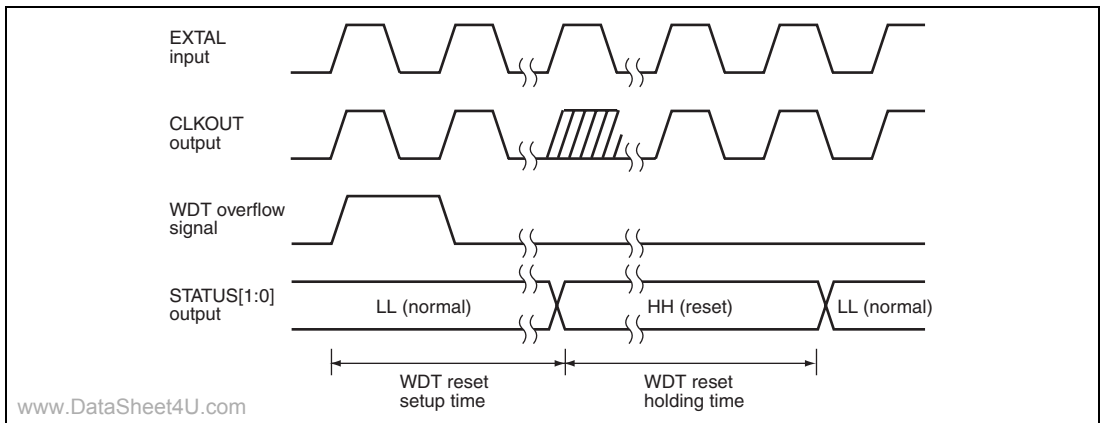 EXTAL
input
CLKOUT
output
WDT overflow
signal
STATUS[1:0]
output
LL (normal)
HH (reset)
LL (normal)
WDT reset
setup time
WDT reset
holding time
www.DataSheet4U.com